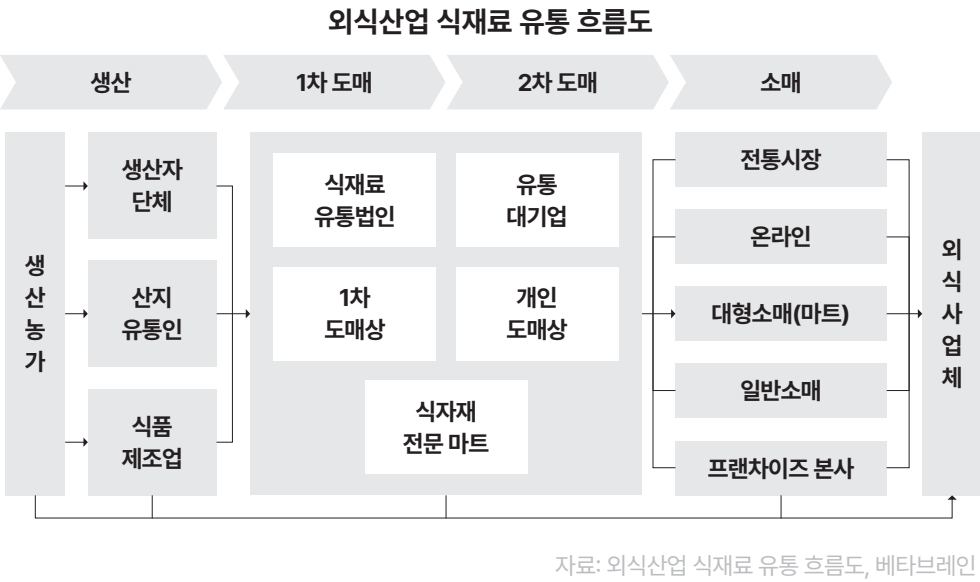 외식산업 식재료 유통 흐름도
생산
1차 도매
2차 도매
소매
생
산
농
가
생산자
단체
산지
유통인
식품
제조업
식재료
유통법인
유통
대기업
1차
도매상
개인
도매상
식자재
전문 마트
전통시장
온라인
대형소매(마트)
일반소매
프랜차이즈 본사
외
식
사
업
체
자료: 외식산업 식재료 유통 흐름도, 베타브레인